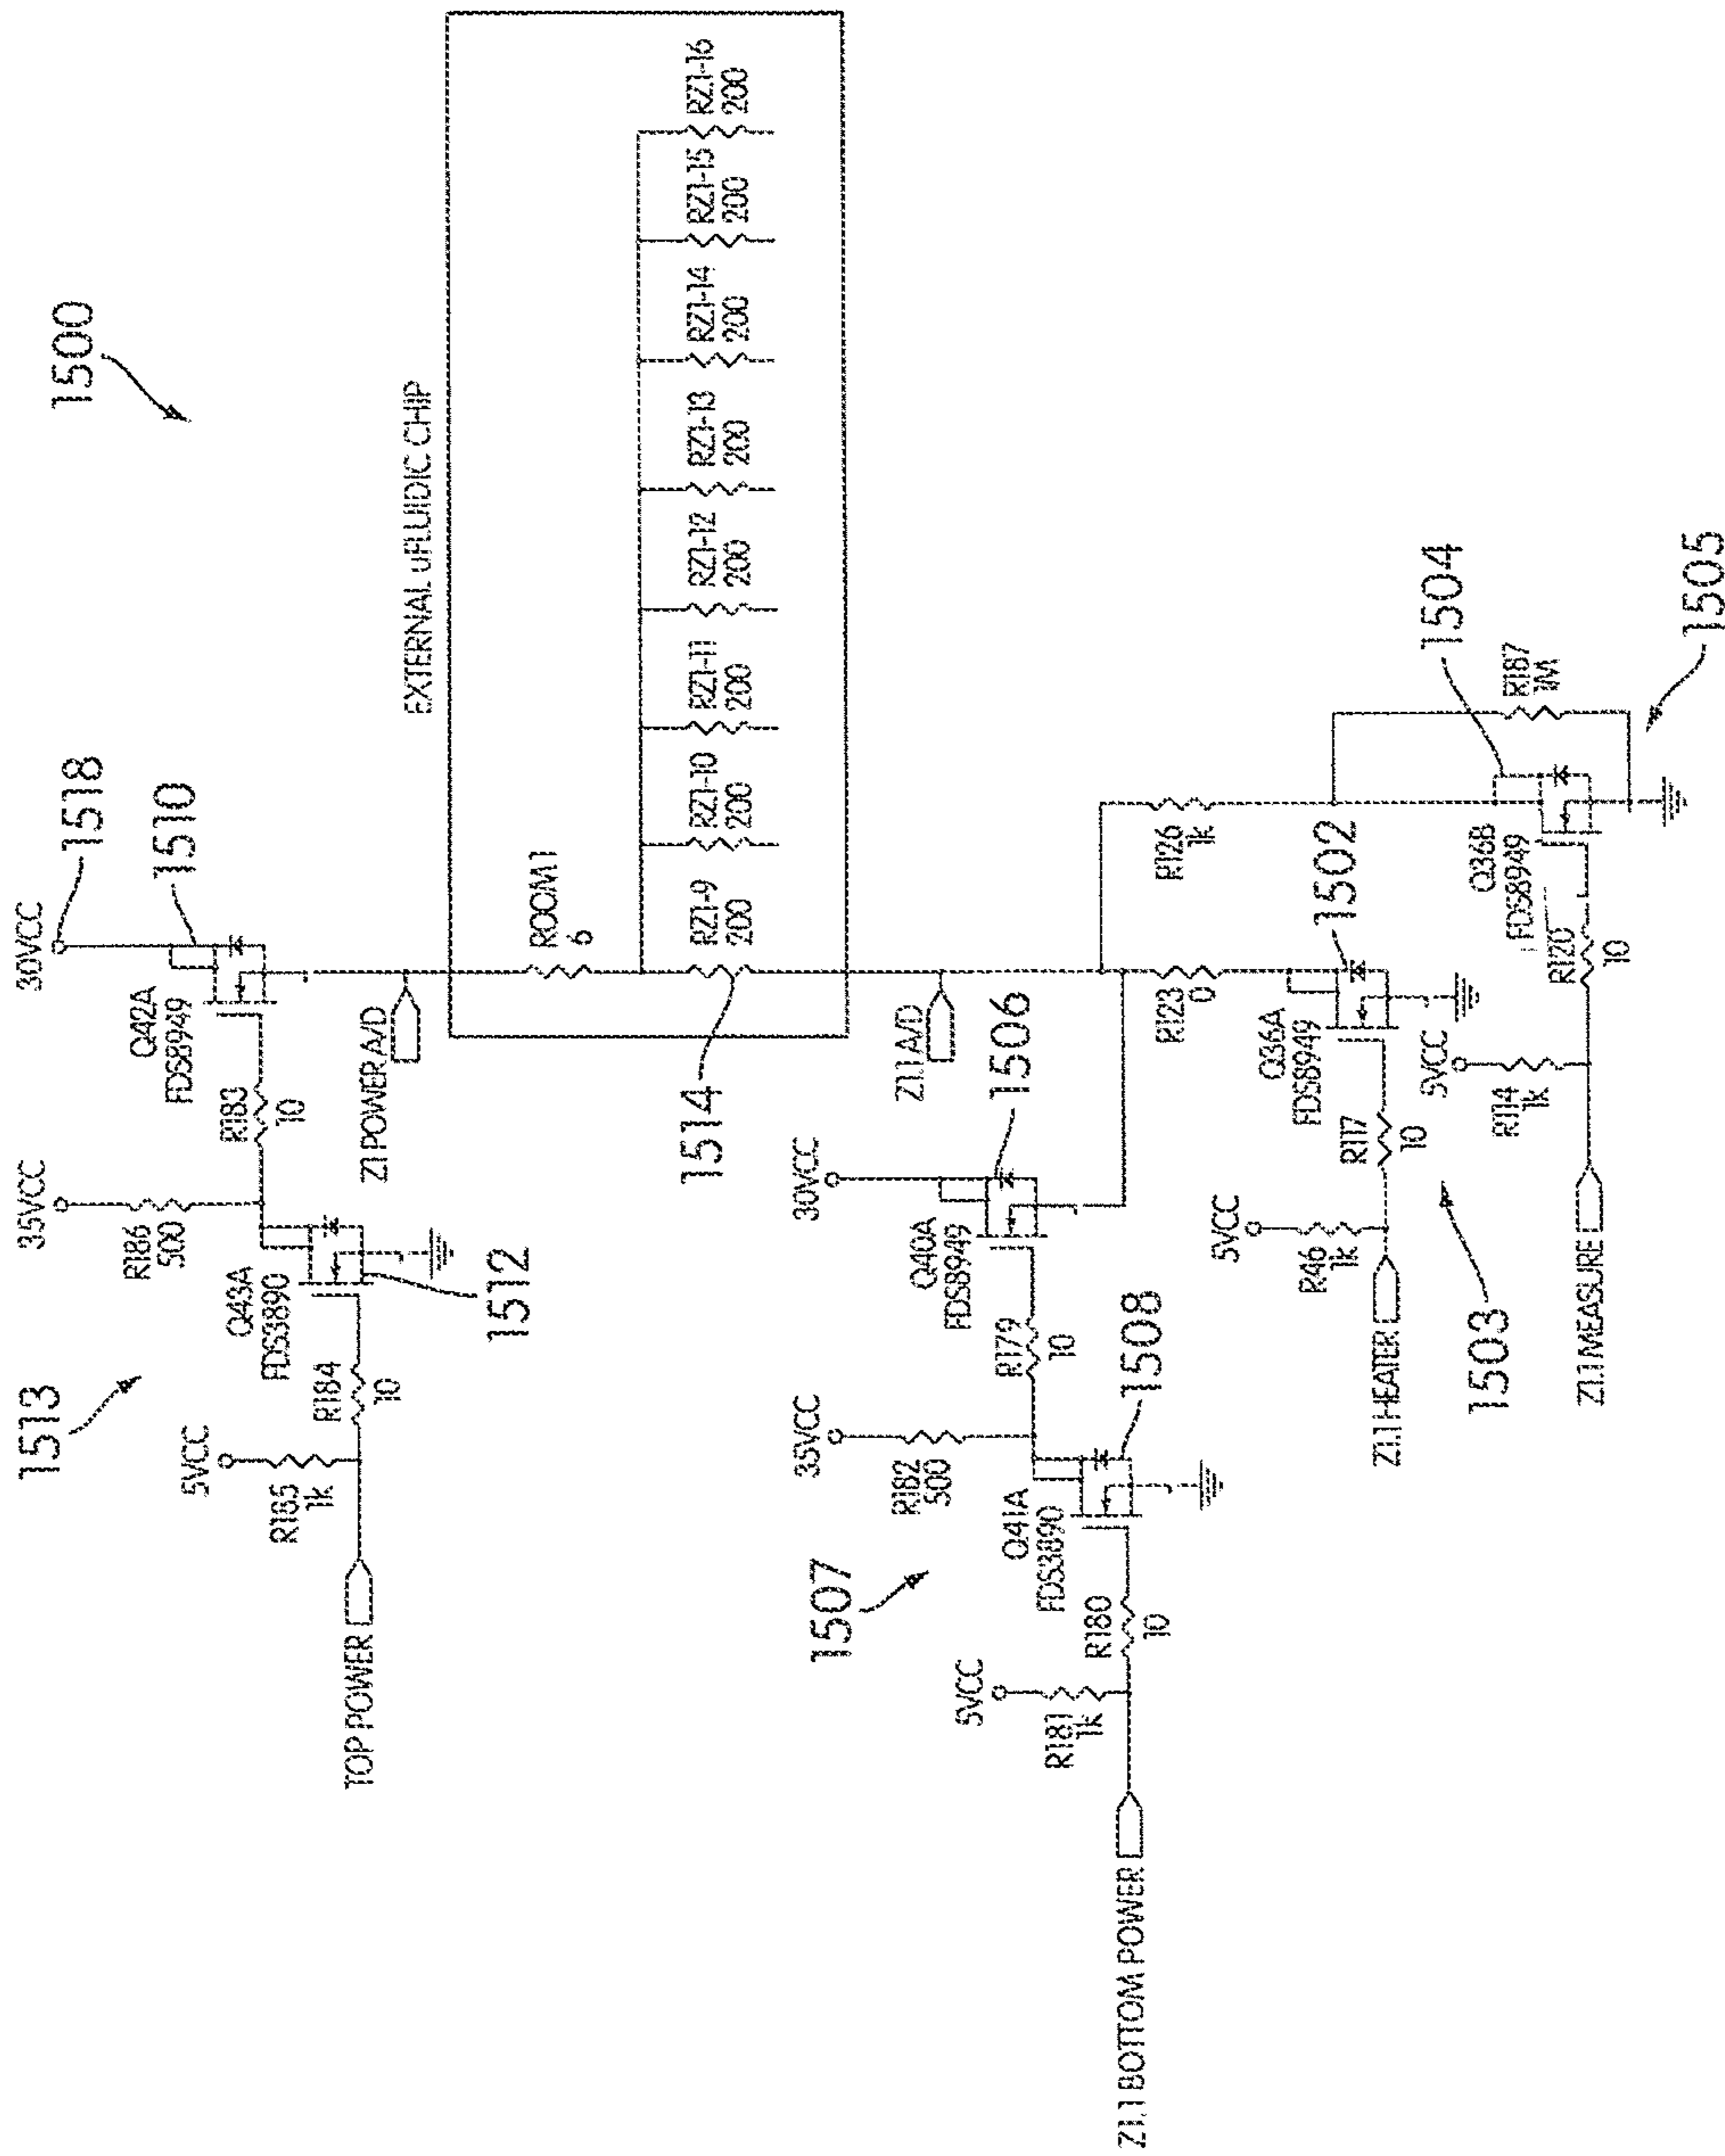 1500
EXTERNAL uFLUIDIC CHIP
30VCC
1518
1510
Q42A
FDS8949
R183
10
35VCC
R186
500
Q43A
FDS3890
1512
1513
R184
10
5VCC
R185
1k
TOP POWER
Z1 POWER A/D
ROOM 1
6
RZ1-9
200
RZ1-10
200
RZ1-11
200
RZ1-12
200
RZ1-13
200
RZ1-14
200
RZ1-15
200
RZ1-16
200
1514
Z1.1 A/D
30VCC
1506
Q40A
FDS8949
R179
10
35VCC
R182
500
Q41A
FDS3890
1508
1507
R180
10
5VCC
R181
1k
Z1.1 BOTTOM POWER
R126
1k
R123
0
1502
Q36A
FDS8949
R117
10
5VCC
R46
1k
Z1.1 HEATER
1503
1504
R187
1M
1505
Q36B
FDS8949
R120
10
5VCC
R114
1k
Z1.1 MEASURE